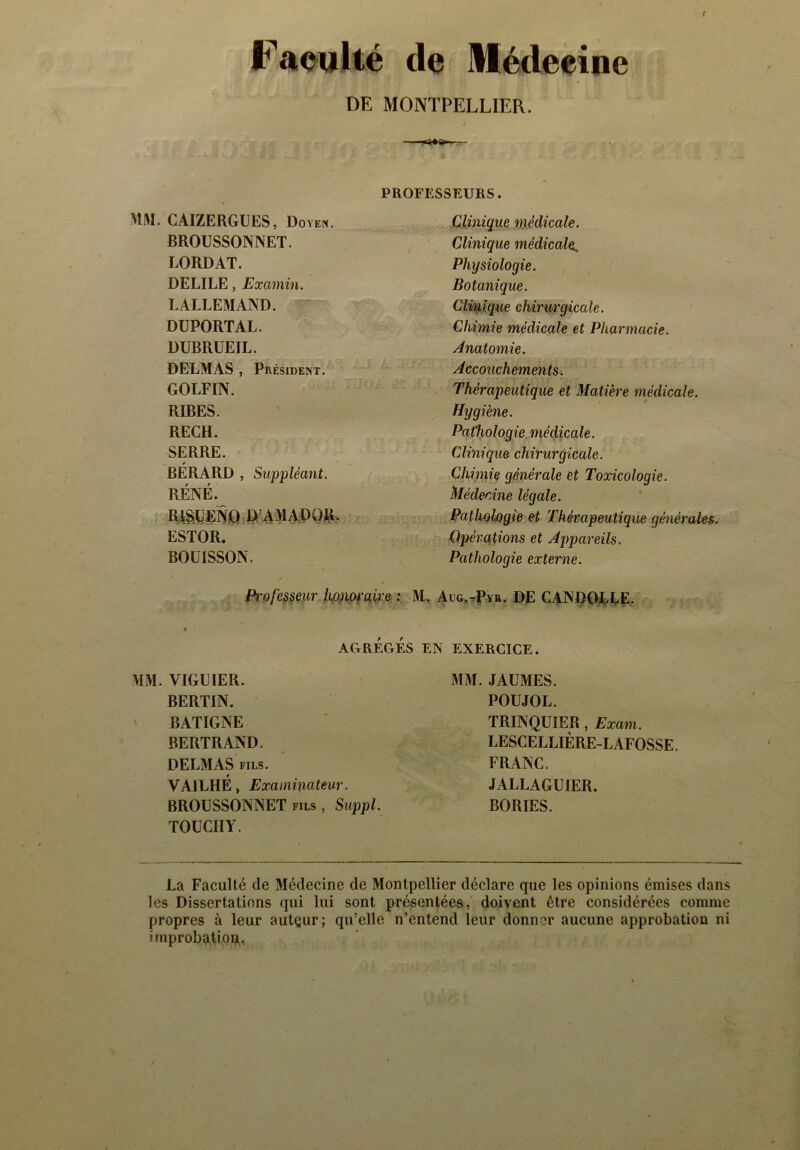 Faculté de Médecine
DE MONTPELLIER.
PROFESSEURS.
MM. CAIZERGUES, DOYEN. Clinique médicale.
BROUSSONNET. Clinique médicale.
LORDAT. Physiologie.
DELILE, Examin. Botanique.
LALLEMAND. Clinique chirurgicale.
DUPORTAL. Chimie médicale et Pharmacie.
DUBRUEIL. Anatomie.
DELMAS, PRÉSIDENT. Accouchements.
GOLFIN. Thérapeutique et Matière médicale.
RIBES. Hygiène.
RECH. Pathologie médicale.
SERRE. Clinique chirurgicale.
BÉRARD, Suppléant. Chimie générale et Toxicologie.
RÉNÉ. Médecine légale.
RISUEÑO D'AMADOR. Pathologie et Thérapeutique générales.
ESTOR. Opérations et Appareils.
BOUISSON. Pathologie externe.
Professeur honoraire : M. AUG.-PYR. DE CANDOLLE.
AGRÉGÉS EN EXERCICE.
MM. VIGUIER. MM. JAUMES.
BERTIN. POUJOL.
BATIGNE TRINQUIER, Exam.
BERTRAND. LESCELLIÈRE-LAFOSSE.
DELMAS FILS. FRANC.
VAILHÉ, Examinateur. JALLAGUIER.
BROUSSONNET FILS, Suppl. BORIES.
TOUCHY.
La Faculté de Médecine de Montpellier déclare que les opinions émises dans
les Dissertations qui lui sont présentées, doivent être considérées comme
propres à leur auteur; qu'elle n'entend leur donner aucune approbation ni
improbation.